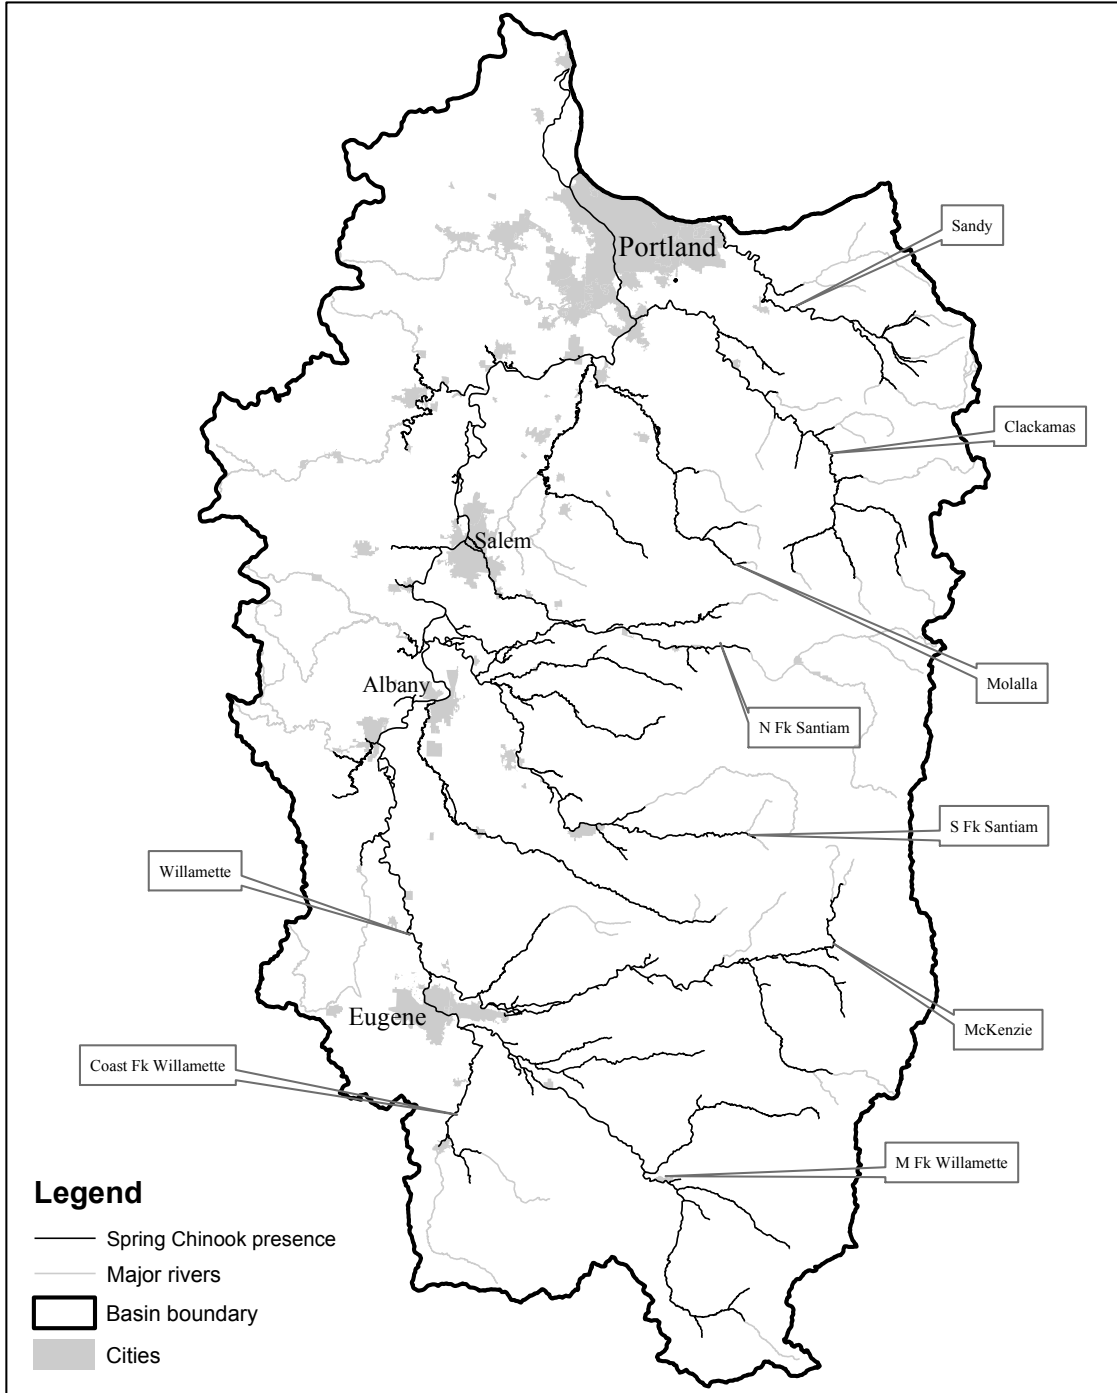 Portland
Sandy
Clackamas
Salem
Molalla
Albany
N Fk Santiam
S Fk Santiam
Willamette
Eugene
McKenzie
Coast Fk Willamette
M Fk Willamette
Legend
Spring Chinook presence
Major rivers
Basin boundary
Cities